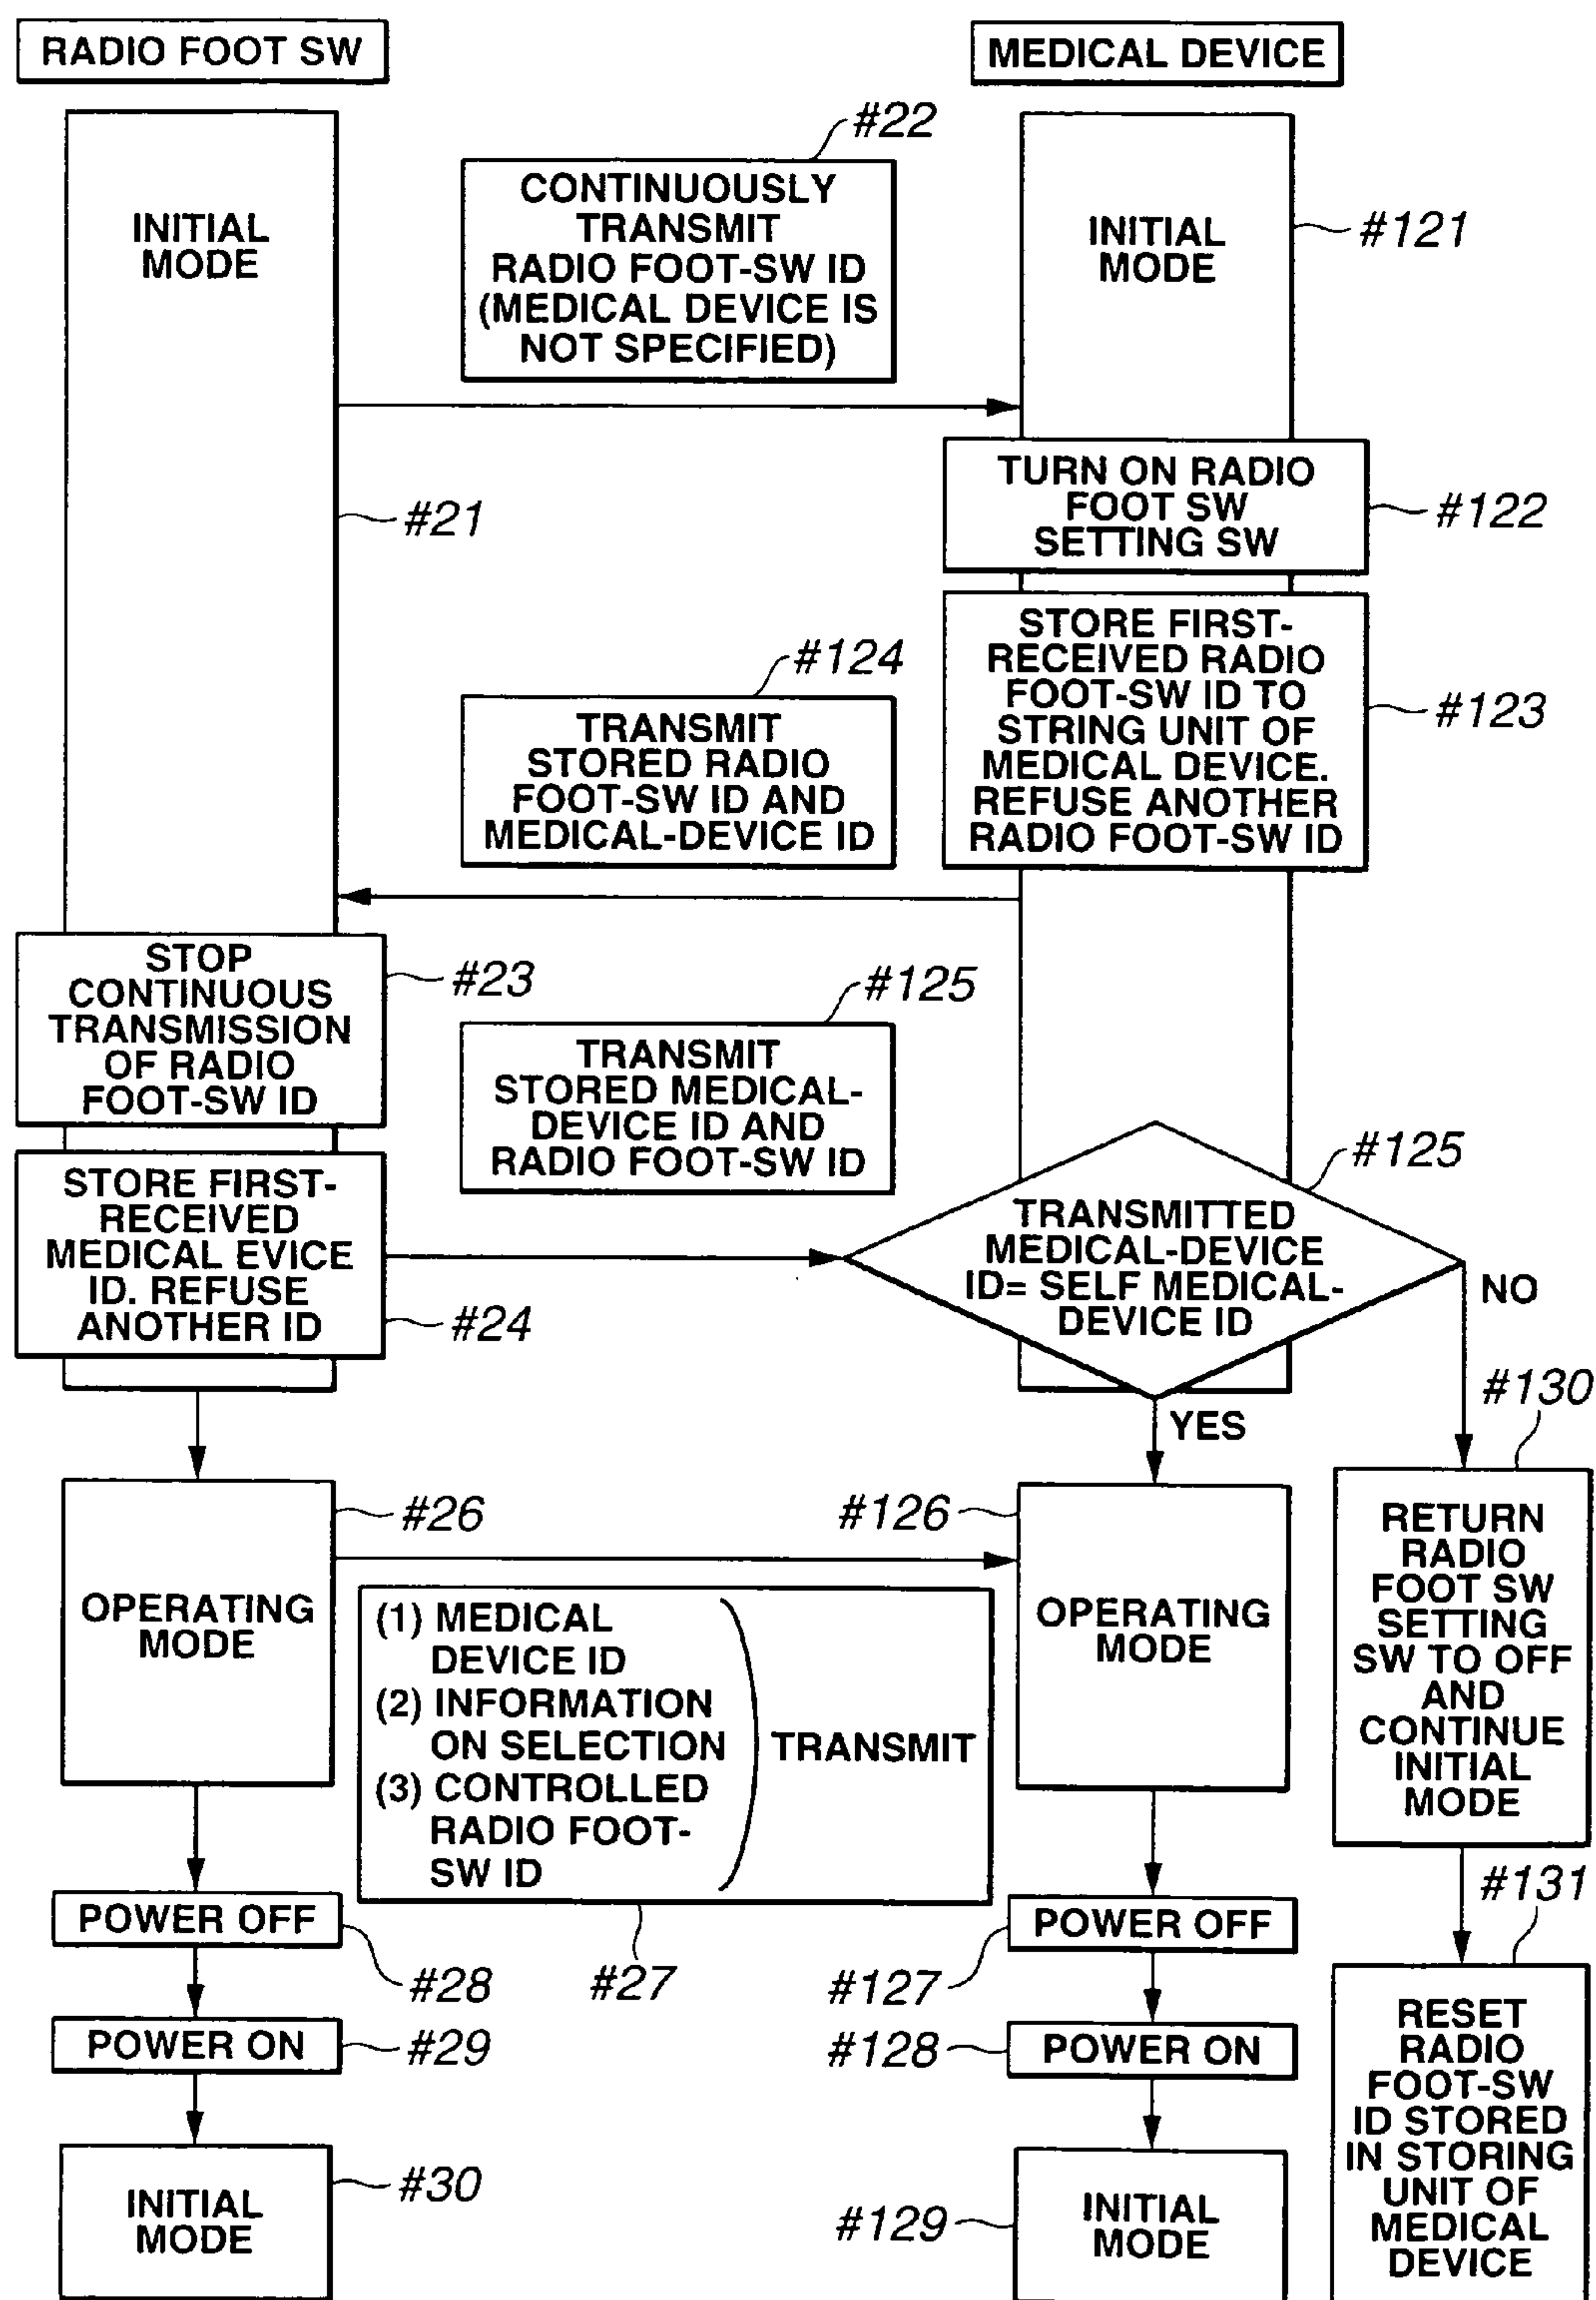 RADIO FOOT SW
MEDICAL DEVICE
#22
CONTINUOUSLY
TRANSMIT
RADIO FOOT-SW ID
(MEDICAL DEVICE IS
NOT SPECIFIED)
INITIAL
MODE
INITIAL
MODE
#121
#21
TURN ON RADIO
FOOT SW
SETTING SW
#122
STORE FIRST-
RECEIVED RADIO
FOOT-SW ID TO
STRING UNIT OF
MEDICAL DEVICE.
REFUSE ANOTHER
RADIO FOOT-SW ID
#123
#124
TRANSMIT
STORED RADIO
FOOT-SW ID AND
MEDICAL-DEVICE ID
STOP
CONTINUOUS
TRANSMISSION
OF RADIO
FOOT-SW ID
#23
#125
TRANSMIT
STORED MEDICAL-
DEVICE ID AND
RADIO FOOT-SW ID
STORE FIRST-
RECEIVED
MEDICAL EVICE
ID. REFUSE
ANOTHER ID
#24
#125
TRANSMITTED
MEDICAL-DEVICE
ID= SELF MEDICAL-
DEVICE ID
NO
YES
#130
RETURN
RADIO
FOOT SW
SETTING
SW TO OFF
AND
CONTINUE
INITIAL
MODE
#26
OPERATING
MODE
#126
OPERATING
MODE
(1) MEDICAL
DEVICE ID
(2) INFORMATION
ON SELECTION
(3) CONTROLLED
RADIO FOOT-
SW ID
TRANSMIT
#27
POWER OFF
#28
POWER ON
#29
INITIAL
MODE
#30
POWER OFF
#127
POWER ON
#128
INITIAL
MODE
#129
#131
RESET
RADIO
FOOT-SW
ID STORED
IN STORING
UNIT OF
MEDICAL
DEVICE